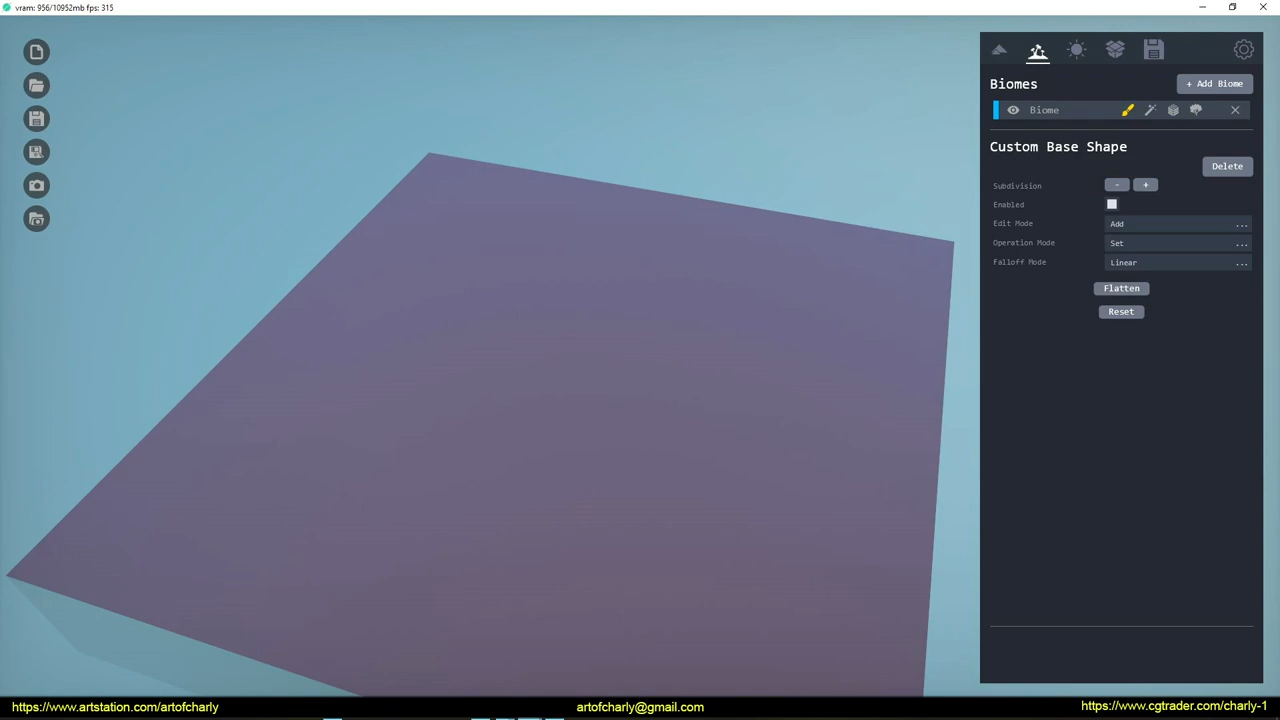 vram: 956/10952mb fps: 315
Biomes
+ Add Biome
Biome
Custom Base Shape
Delete
Subdivision - +
Enabled
Edit Mode Add ...
Operation Mode Set ...
Falloff Mode Linear ...
Flatten
Reset
https://www.artstation.com/artofcharly
artofcharly@gmail.com
https://www.cgtrader.com/charly-1